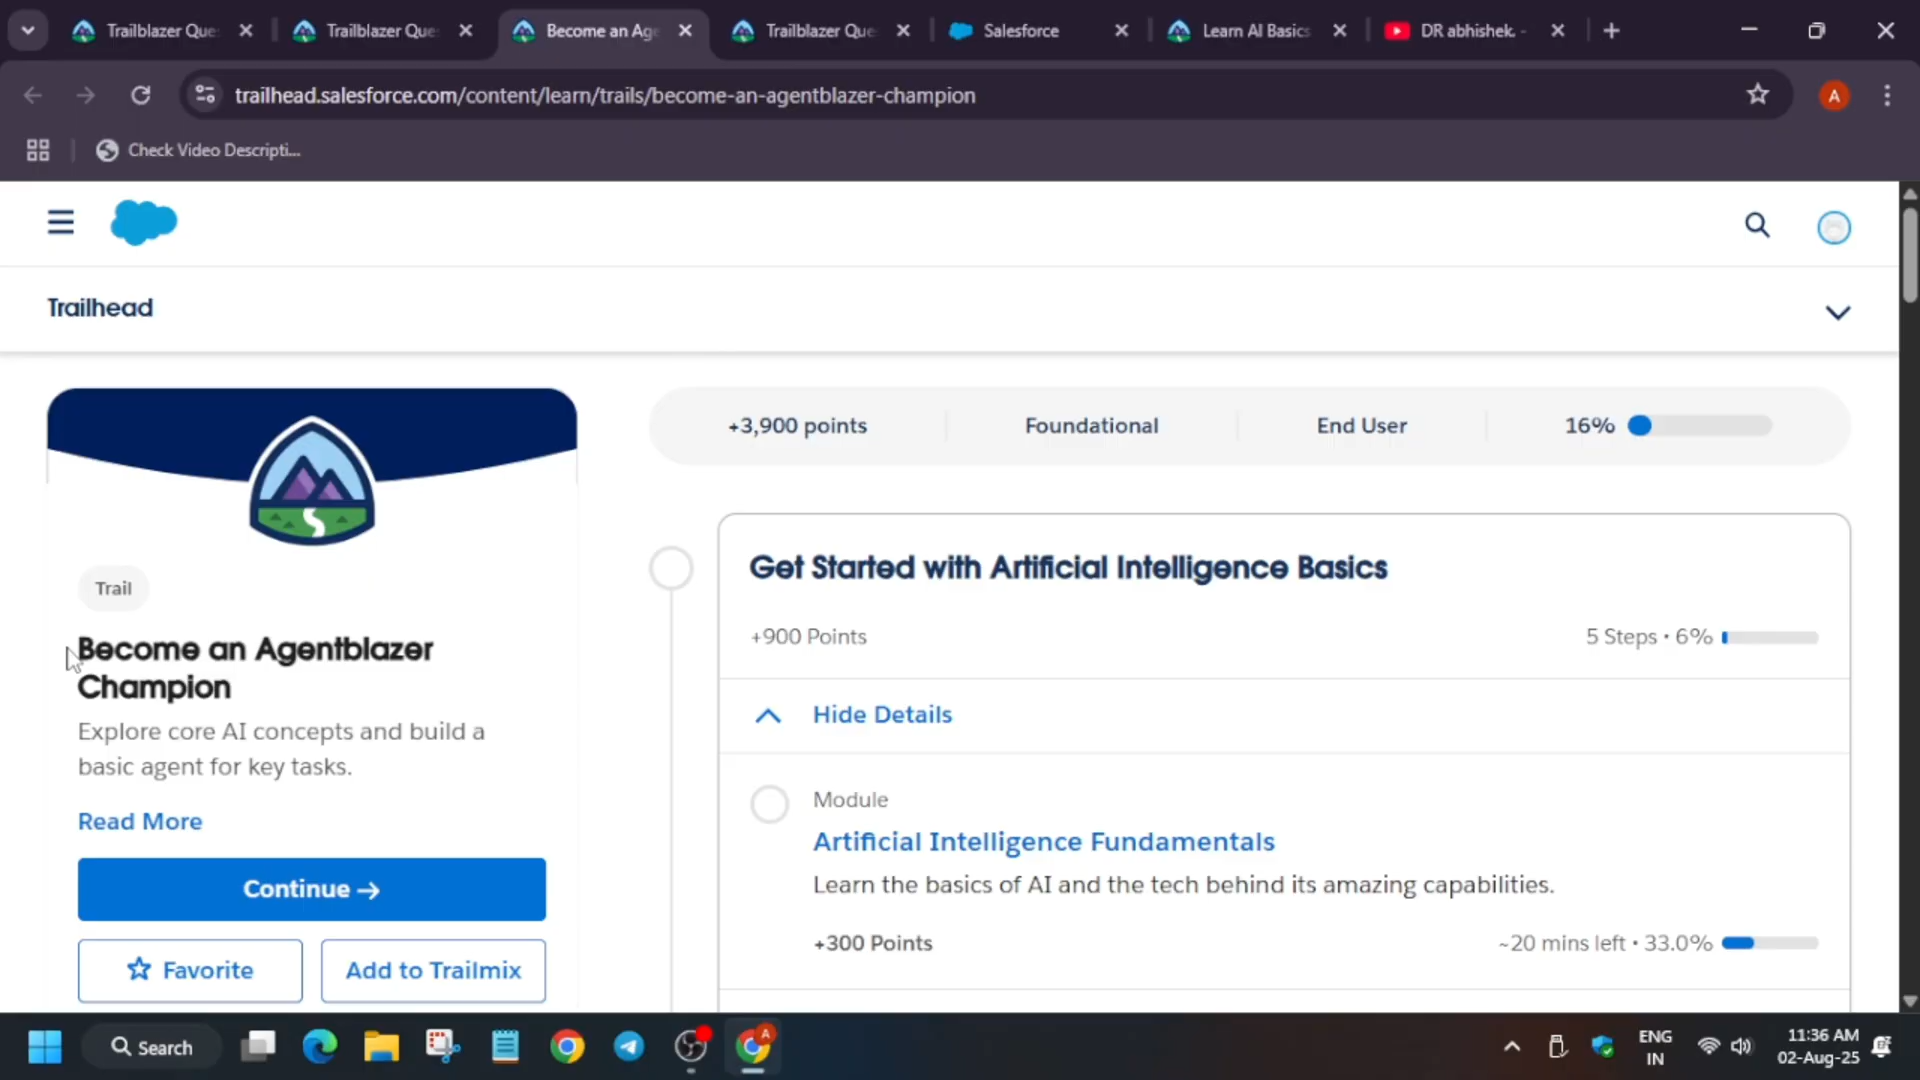 Trailblazer Que
Trailblazer Que
Become an Age
Trailblazer Que
Salesforce
Learn AI Basics
DR abhishek. -
trailhead.salesforce.com/content/learn/trails/become-an-agentblazer-champion
A
Check Video Descripti...
Trailhead
+3,900 points
Foundational
End User
16%
Trail
Become an Agentblazer
Champion
Explore core AI concepts and build a
basic agent for key tasks.
Read More
Continue →
Favorite
Add to Trailmix
Get Started with Artificial Intelligence Basics
+900 Points
5 Steps • 6%
Hide Details
Module
Artificial Intelligence Fundamentals
Learn the basics of AI and the tech behind its amazing capabilities.
+300 Points
~20 mins left • 33.0%
Search
A
ENG
IN
11:36 AM
02-Aug-25